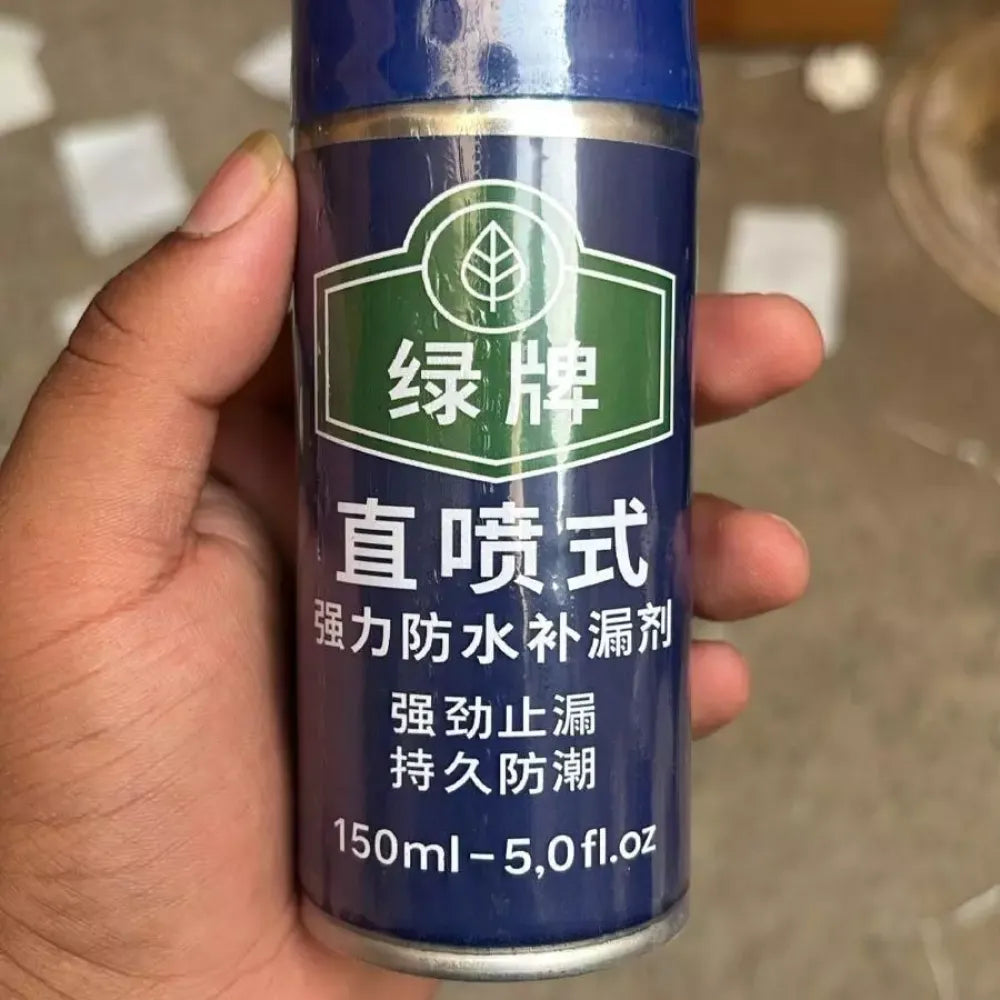 绿牌
直喷式
强力防水补漏剂
强劲止漏
持久防潮
150ml-5,0fl.oz